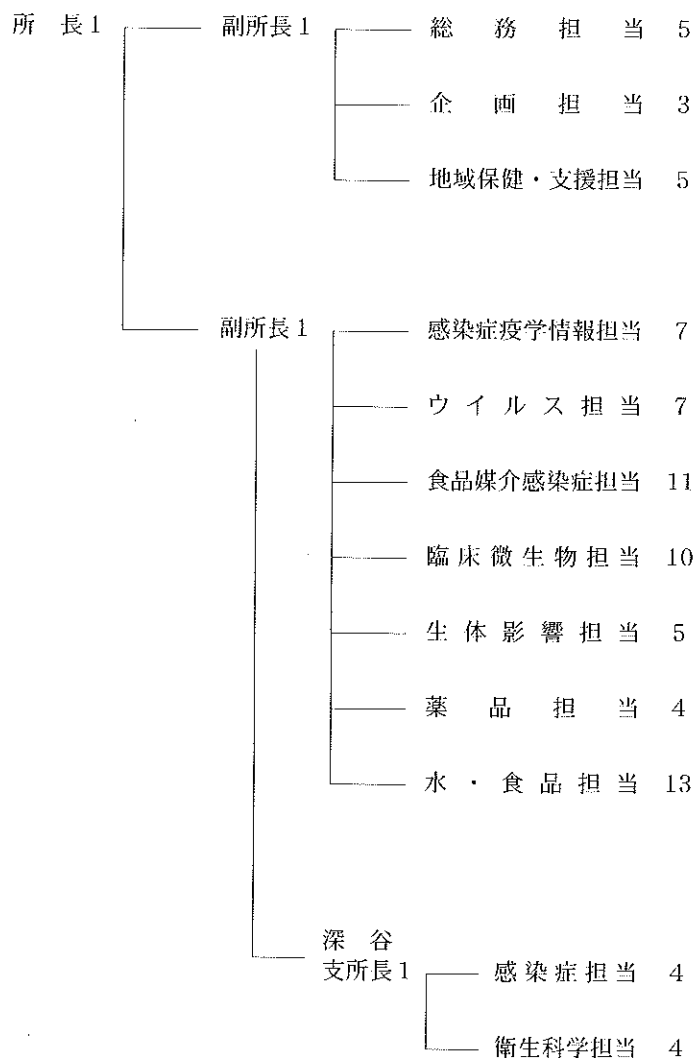 所長1 副所長1 総務担当 5
企画担当 3
地域保健・支援担当 5
副所長1 感染症疫学情報担当 7
ウイルス担当 7
食品媒介感染症担当 11
臨床微生物担当 10
生体影響担当 5
薬品担当 4
水・食品担当 13
深谷
支所長1 感染症担当 4
衛生科学担当 4